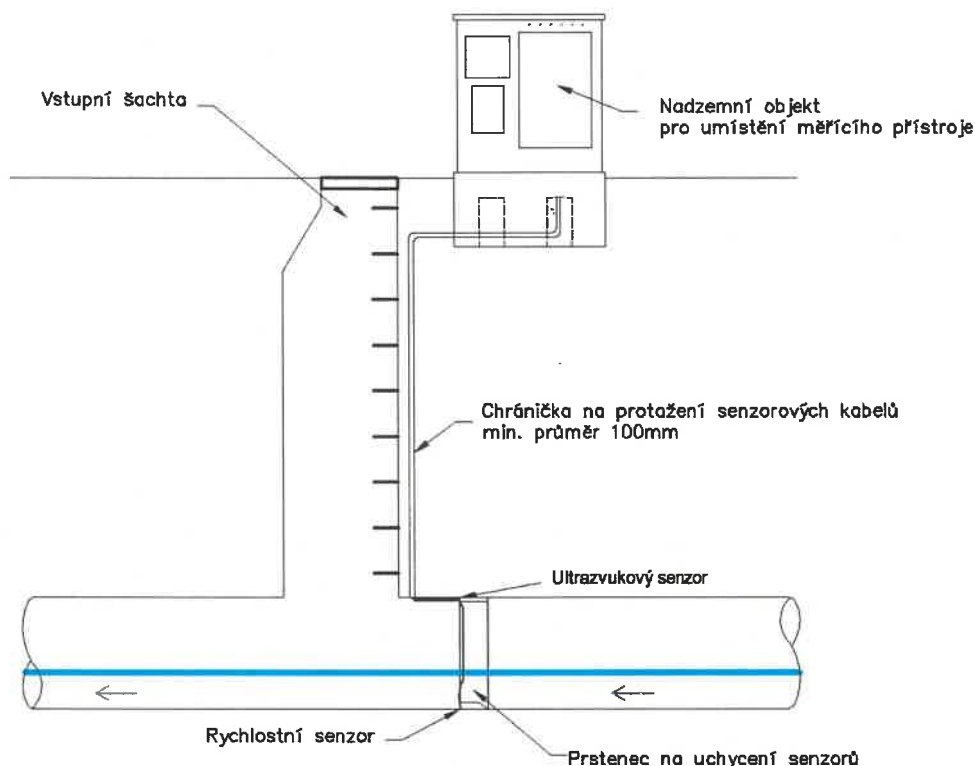 Vstupní šachta
Nadzemní objekt
pro umístění měřícího přístroje
Chránička na protažení senzorových kabelů
min. průměr 100mm
Ultrazvukový senzor
Rychlostní senzor
Prstenec na uchycení senzorů